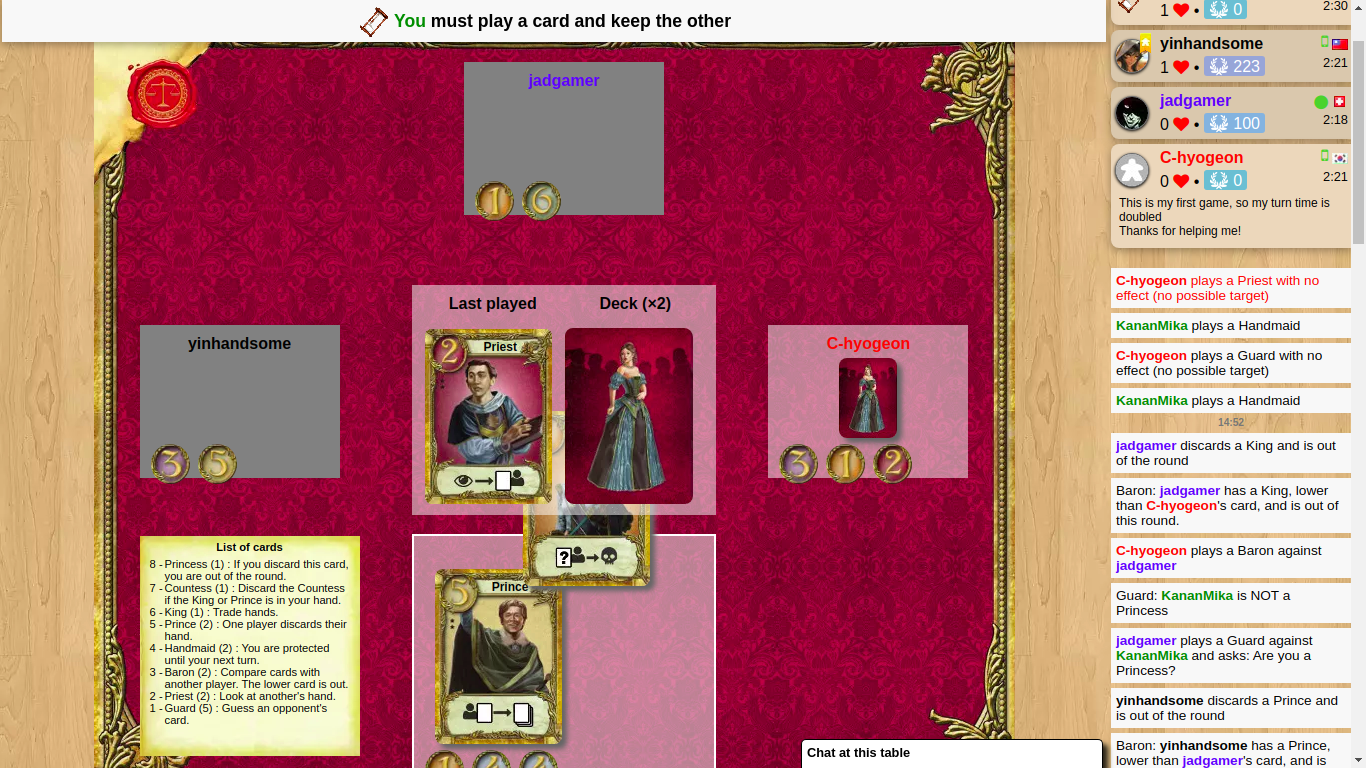 You must play a card and keep the other
jadgamer
1 6
yinhandsome
3 5
Last played
Deck (×2)
2 Priest
C-hyogeon
3 1 2
List of cards
8 - Princess (1) : If you discard this card,
you are out of the round.
7 - Countess (1) : Discard the Countess
if the King or Prince is in your hand.
6 - King (1) : Trade hands.
5 - Prince (2) : One player discards their
hand.
4 - Handmaid (2) : You are protected
until your next turn.
3 - Baron (2) : Compare cards with
another player. The lower card is out.
2 - Priest (2) : Look at another's hand.
1 - Guard (5) : Guess an opponent's
card.
?
5 Prince
Chat at this table
1 • 0
2:30
yinhandsome
1 • 223
2:21
jadgamer
0 • 100
2:18
C-hyogeon
0 • 0
2:21
This is my first game, so my turn time is
doubled
Thanks for helping me!
C-hyogeon plays a Priest with no
effect (no possible target)
KananMika plays a Handmaid
C-hyogeon plays a Guard with no
effect (no possible target)
KananMika plays a Handmaid
14:52
jadgamer discards a King and is out
of the round
Baron: jadgamer has a King, lower
than C-hyogeon's card, and is out of
this round.
C-hyogeon plays a Baron against
jadgamer
Guard: KananMika is NOT a
Princess
jadgamer plays a Guard against
KananMika and asks: Are you a
Princess?
yinhandsome discards a Prince and
is out of the round
Baron: yinhandsome has a Prince,
lower than jadgamer's card, and is